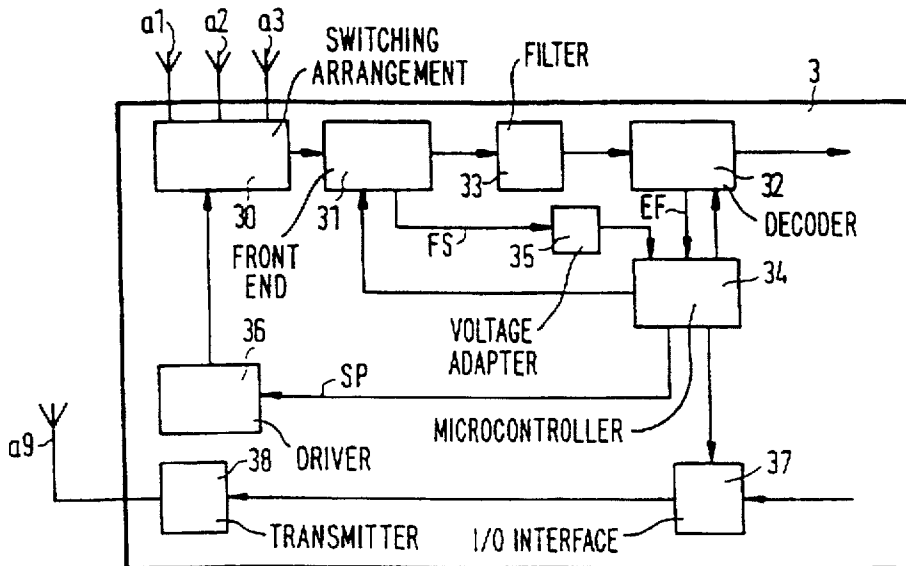 a1
a2
a3
SWITCHING
ARRANGEMENT
FILTER
3
30
31
33
32
DECODER
FRONT
END
FS
35
EF
34
VOLTAGE
ADAPTER
36
SP
MICROCONTROLLER
a9
DRIVER
38
37
TRANSMITTER
I/O INTERFACE